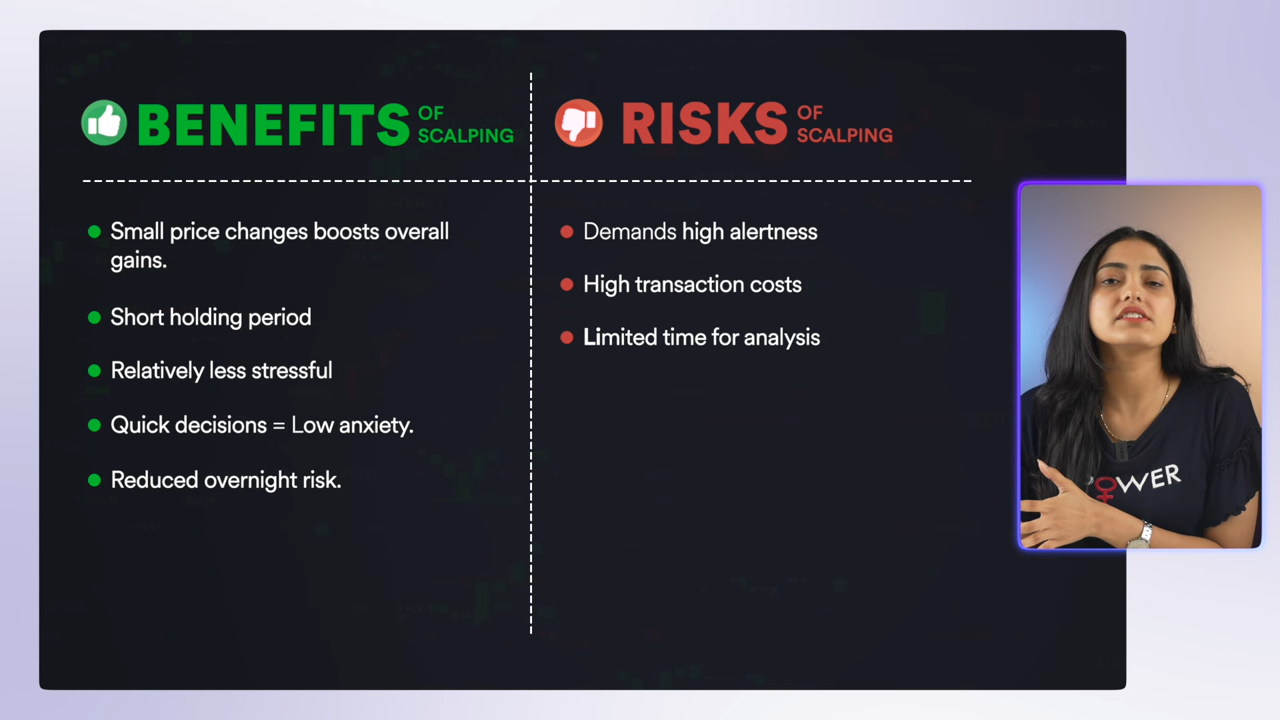 BENEFITS OF SCALPING
Small price changes boosts overall
gains.
Short holding period
Relatively less stressful
Quick decisions = Low anxiety.
Reduced overnight risk.
RISKS OF SCALPING
Demands high alertness
High transaction costs
Limited time for analysis
WER